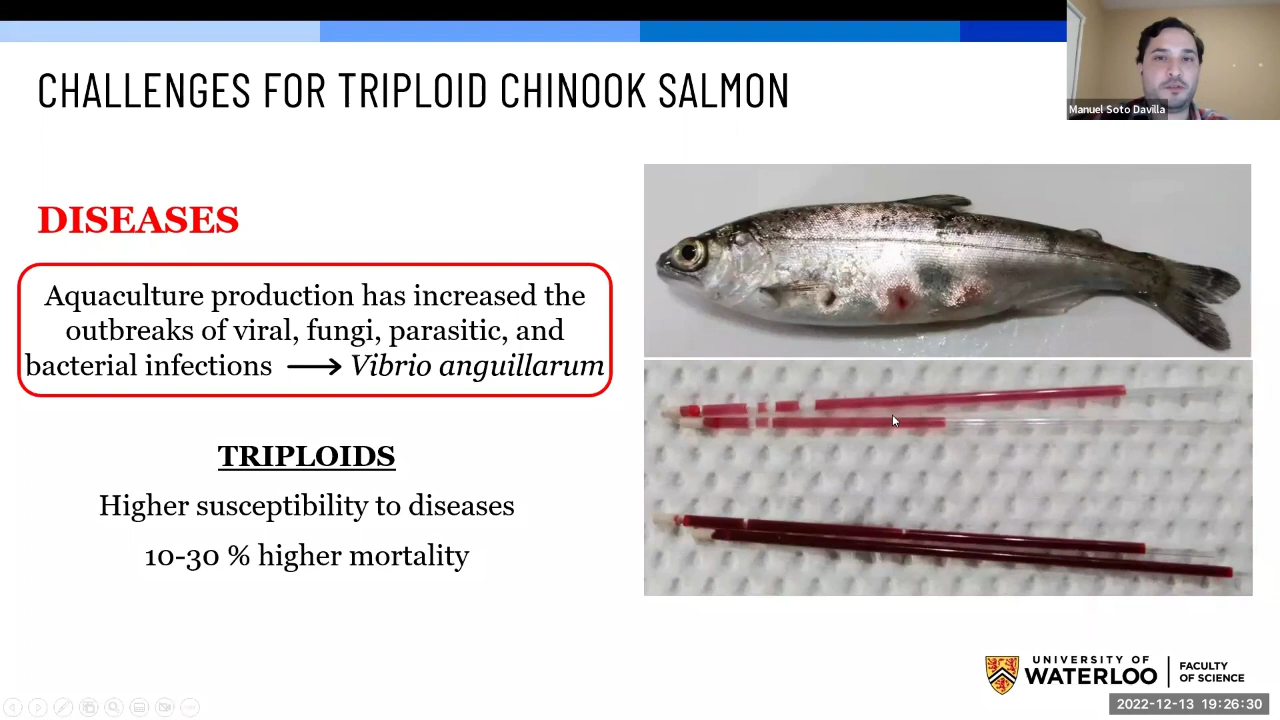 CHALLENGES FOR TRIPLOID CHINOOK SALMON
Manuel Soto Davilla
DISEASES
Aquaculture production has increased the
outbreaks of viral, fungi, parasitic, and
bacterial infections ⟶ Vibrio anguillarum
TRIPLOIDS
Higher susceptibility to diseases
10-30 % higher mortality
UNIVERSITY OF
WATERLOO
FACULTY
OF SCIENCE
2022-12-13 19:26:30